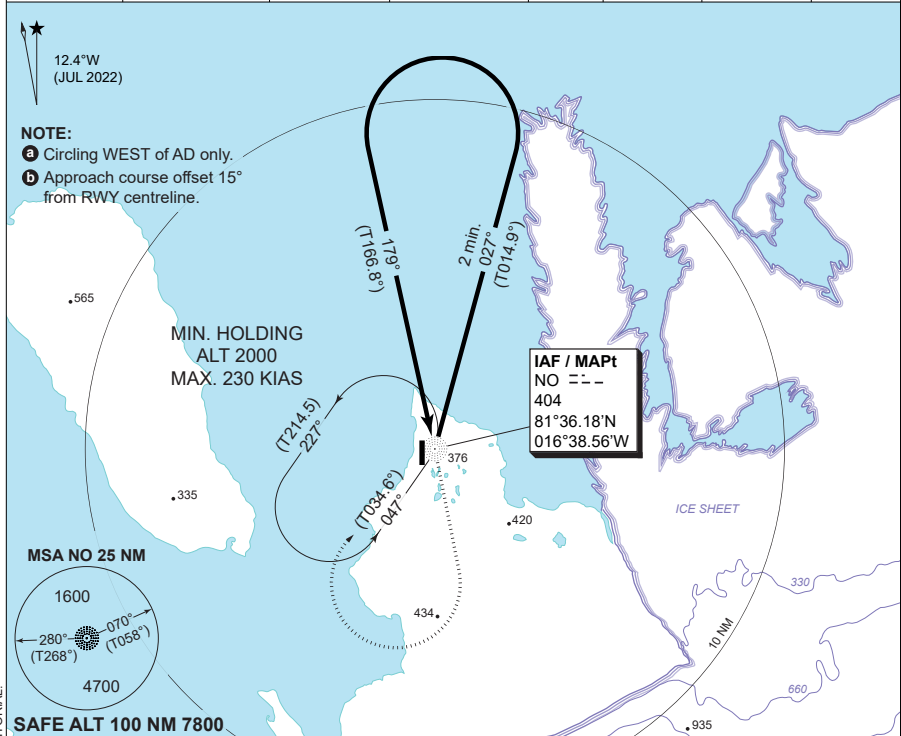 12.4°W
(JUL 2022)
NOTE:
a Circling WEST of AD only.
b Approach course offset 15°
from RWY centreline.
179°
(T166.8°)
2 min.
027°
(T014.9°)
565
MIN. HOLDING
ALT 2000
MAX. 230 KIAS
IAF / MAPt
NO
404
81°36.18'N
016°38.56'W
(T214.5)
227°
376
(T034.6°)
047°
335
420
ICE SHEET
MSA NO 25 NM
1600
070°
(T058°)
280°
(T268°)
4700
434
330
10 NM
660
935
SAFE ALT 100 NM 7800